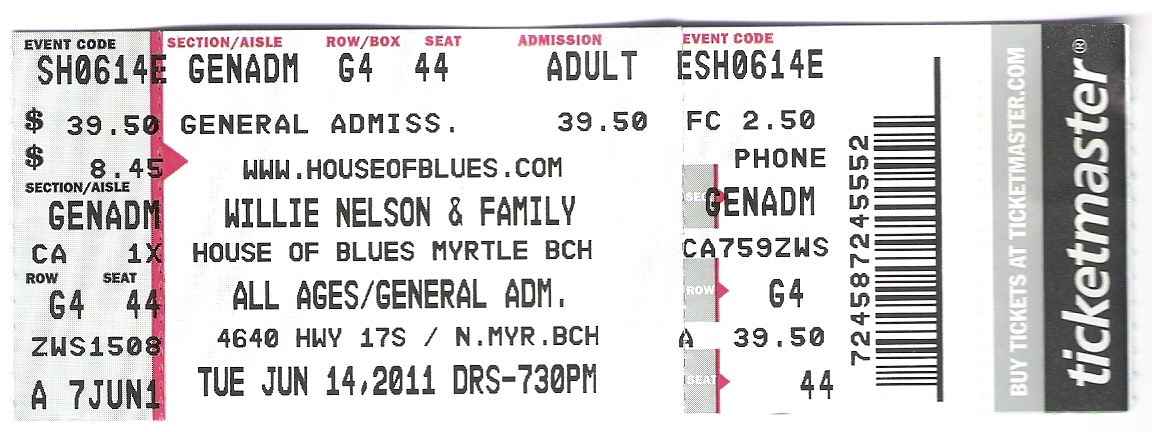 EVENT CODE
SH0614E
$ 39.50
$ 8.45
SECTION/AISLE
GENADM
CA 1X
ROW SEAT
G4 44
ZWS1508
A 7JUN1
SECTION/AISLE ROW/BOX SEAT ADMISSION
GENADM G4 44 ADULT
GENERAL ADMISS. 39.50
WWW.HOUSEOFBLUES.COM
WILLIE NELSON & FAMILY
HOUSE OF BLUES MYRTLE BCH
ALL AGES/GENERAL ADM.
4640 HWY 17S / N.MYR.BCH
TUE JUN 14,2011 DRS-730PM
EVENT CODE
ESH0614E
FC 2.50
PHONE
SEC
GENADM
CA759ZWS
ROW G4
A 39.50
SEAT 44
724587245552
BUY TICKETS AT TICKETMASTER.COM
ticketmaster®